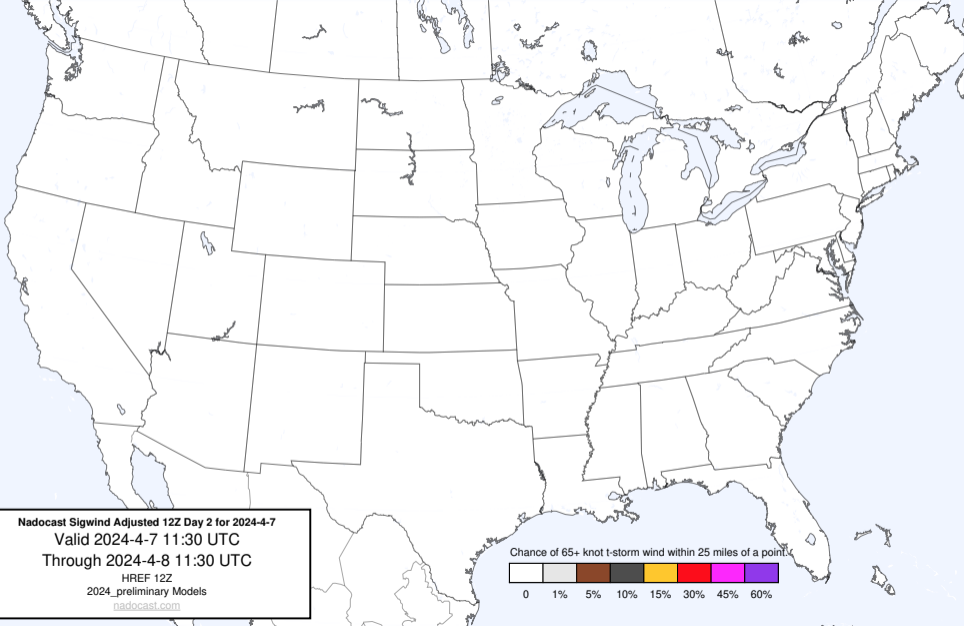 Nadocast Sigwind Adjusted 12Z Day 2 for 2024-4-7
Valid 2024-4-7 11:30 UTC
Through 2024-4-8 11:30 UTC
HREF 12Z
2024_preliminary Models
nadocast.com
Chance of 65+ knot t-storm wind within 25 miles of a point.
0 1% 5% 10% 15% 30% 45% 60%